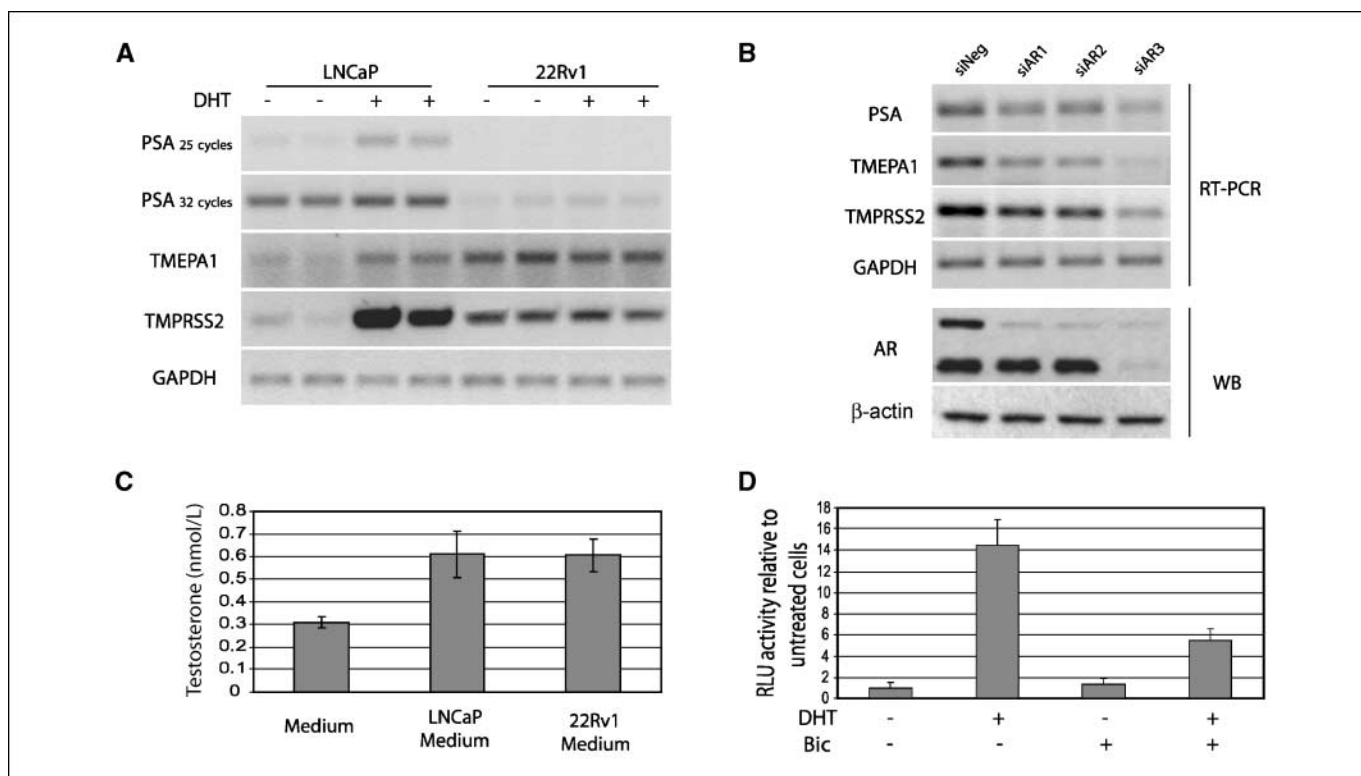 A
LNCaP 22Rv1
DHT - - + + - - + +
PSA 25 cycles
PSA 32 cycles
TMEPA1
TMPRSS2
GAPDH
B
siNeg siAR1 siAR2 siAR3
PSA
TMEPA1
TMPRSS2
GAPDH
RT-PCR
AR
β-actin
WB
C
Testosterone (nmol/L)
0.8
0.7
0.6
0.5
0.4
0.3
0.2
0.1
0
Medium LNCaP Medium 22Rv1 Medium
D
RLU activity relative to
untreated cells
18
16
14
12
10
8
6
4
2
0
DHT - + - +
Bic - - + +